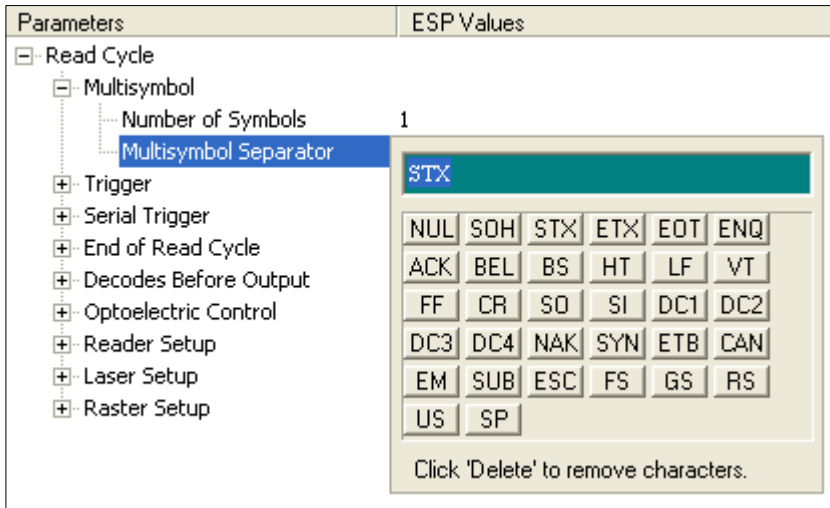 Parameters ESP Values
Read Cycle
Multisymbol
Number of Symbols 1
Multisymbol Separator
STX
Trigger
Serial Trigger
End of Read Cycle
Decodes Before Output
Optoelectric Control
Reader Setup
Laser Setup
Raster Setup
NUL SOH STX ETX EOT ENQ
ACK BEL BS HT LF VT
FF CR SO SI DC1 DC2
DC3 DC4 NAK SYN ETB CAN
EM SUB ESC FS GS RS
US SP
Click 'Delete' to remove characters.